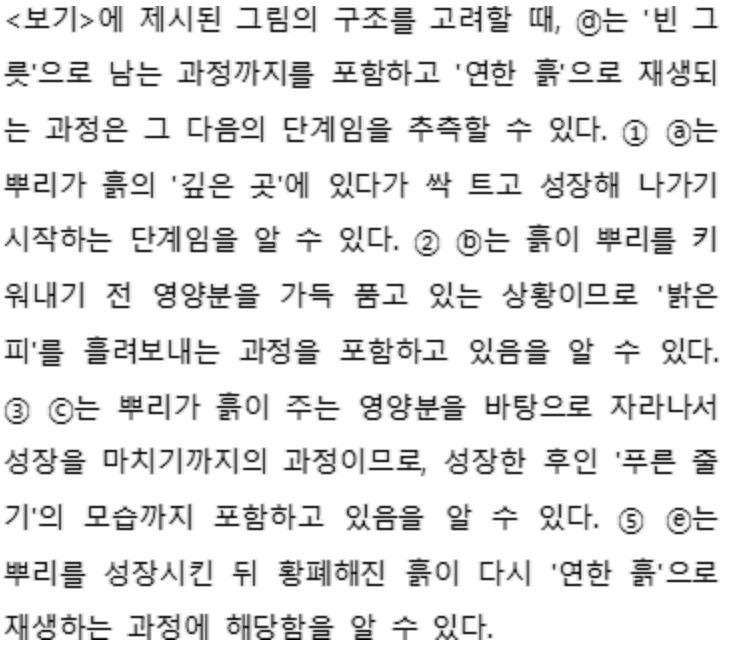 <보기>에 제시된 그림의 구조를 고려할 때, ⓓ는 '빈 그
릇'으로 남는 과정까지를 포함하고 '연한 흙'으로 재생되
는 과정은 그 다음의 단계임을 추측할 수 있다. ① ⓐ는
뿌리가 흙의 '깊은 곳'에 있다가 싹 트고 성장해 나가기
시작하는 단계임을 알 수 있다. ② ⓑ는 흙이 뿌리를 키
워내기 전 영양분을 가득 품고 있는 상황이므로 '밝은
피'를 흘려보내는 과정을 포함하고 있음을 알 수 있다.
③ ⓒ는 뿌리가 흙이 주는 영양분을 바탕으로 자라나서
성장을 마치기까지의 과정이므로, 성장한 후인 '푸른 줄
기'의 모습까지 포함하고 있음을 알 수 있다. ⑤ ⓔ는
뿌리를 성장시킨 뒤 황폐해진 흙이 다시 '연한 흙'으로
재생하는 과정에 해당함을 알 수 있다.